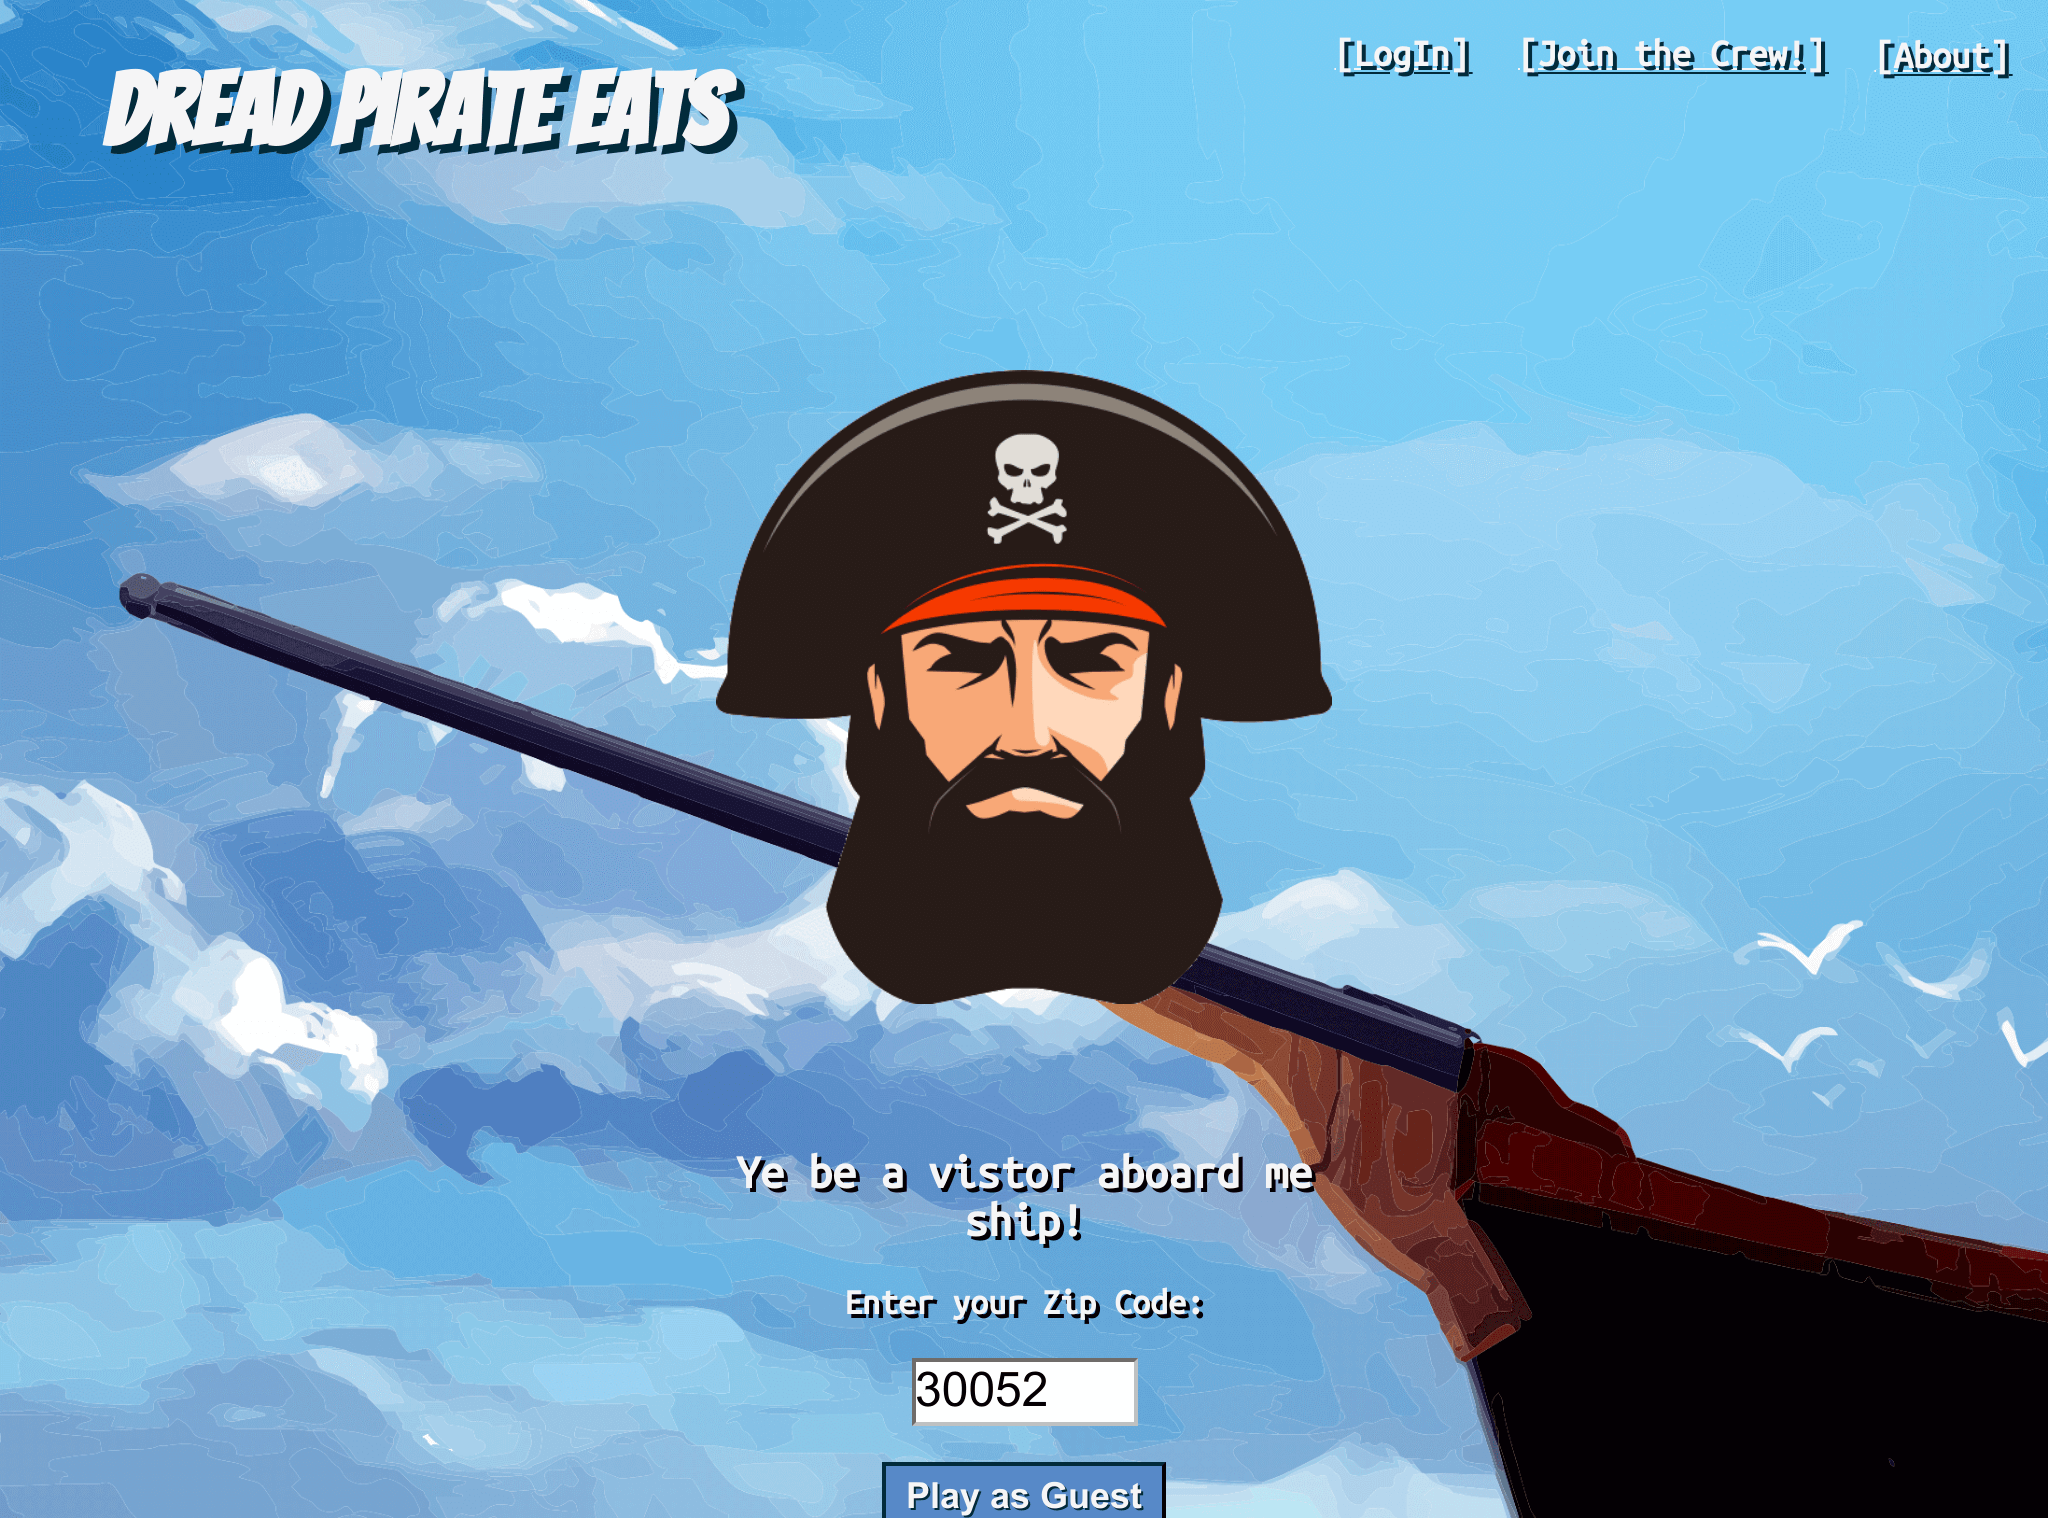 DREAD PIRATE EATS
[LogIn] [Join the Crew!] [About]
Ye be a vistor aboard me
ship!
Enter your Zip Code:
30052
Play as Guest